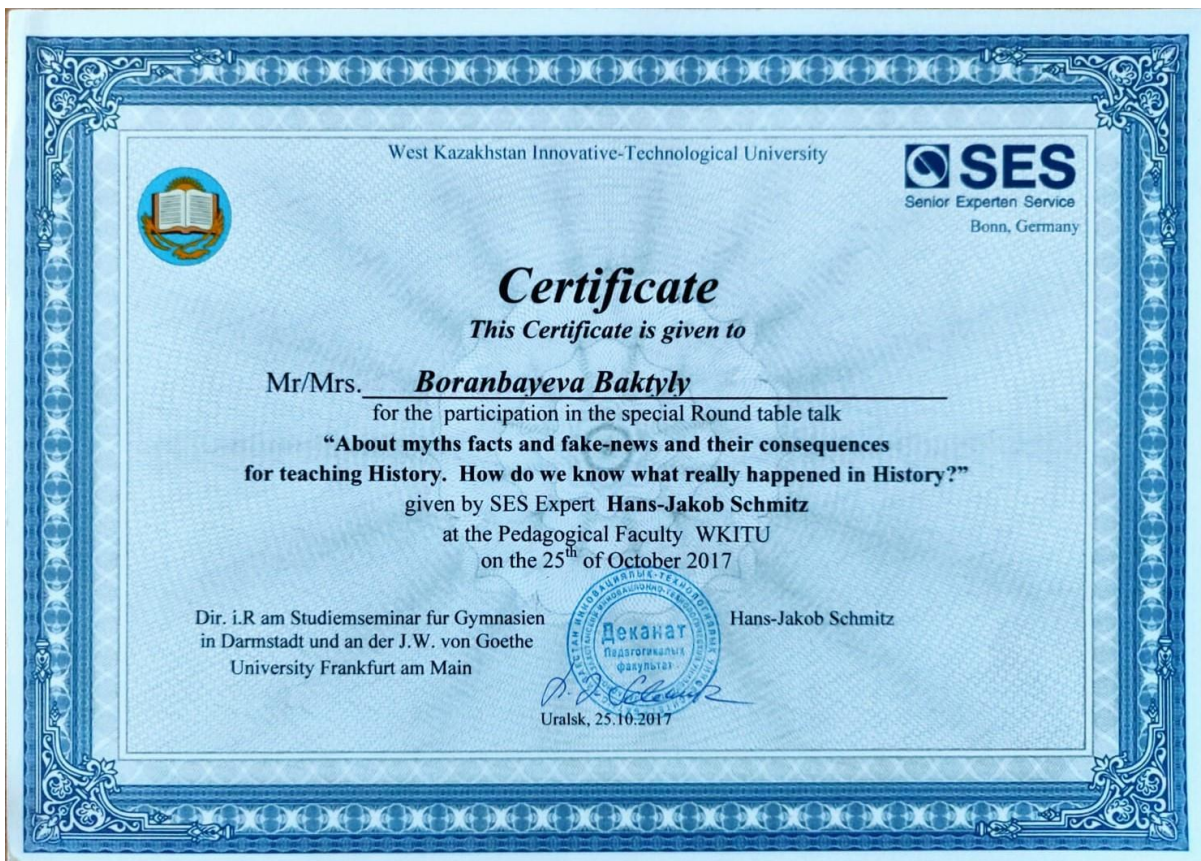 West Kazakhstan Innovative-Technological University
SES
Senior Experten Service
Bonn, Germany
Certificate
This Certificate is given to
Mr/Mrs. Boranbayeva Baktyly
for the participation in the special Round table talk
“About myths facts and fake-news and their consequences
for teaching History. How do we know what really happened in History?”
given by SES Expert Hans-Jakob Schmitz
at the Pedagogical Faculty WKITU
on the 25th of October 2017
Dir. i.R am Studiemseminar fur Gymnasien
in Darmstadt und an der J.W. von Goethe
University Frankfurt am Main
Hans-Jakob Schmitz
Деканат
Педагогикалық
факультет
Uralsk, 25.10.2017